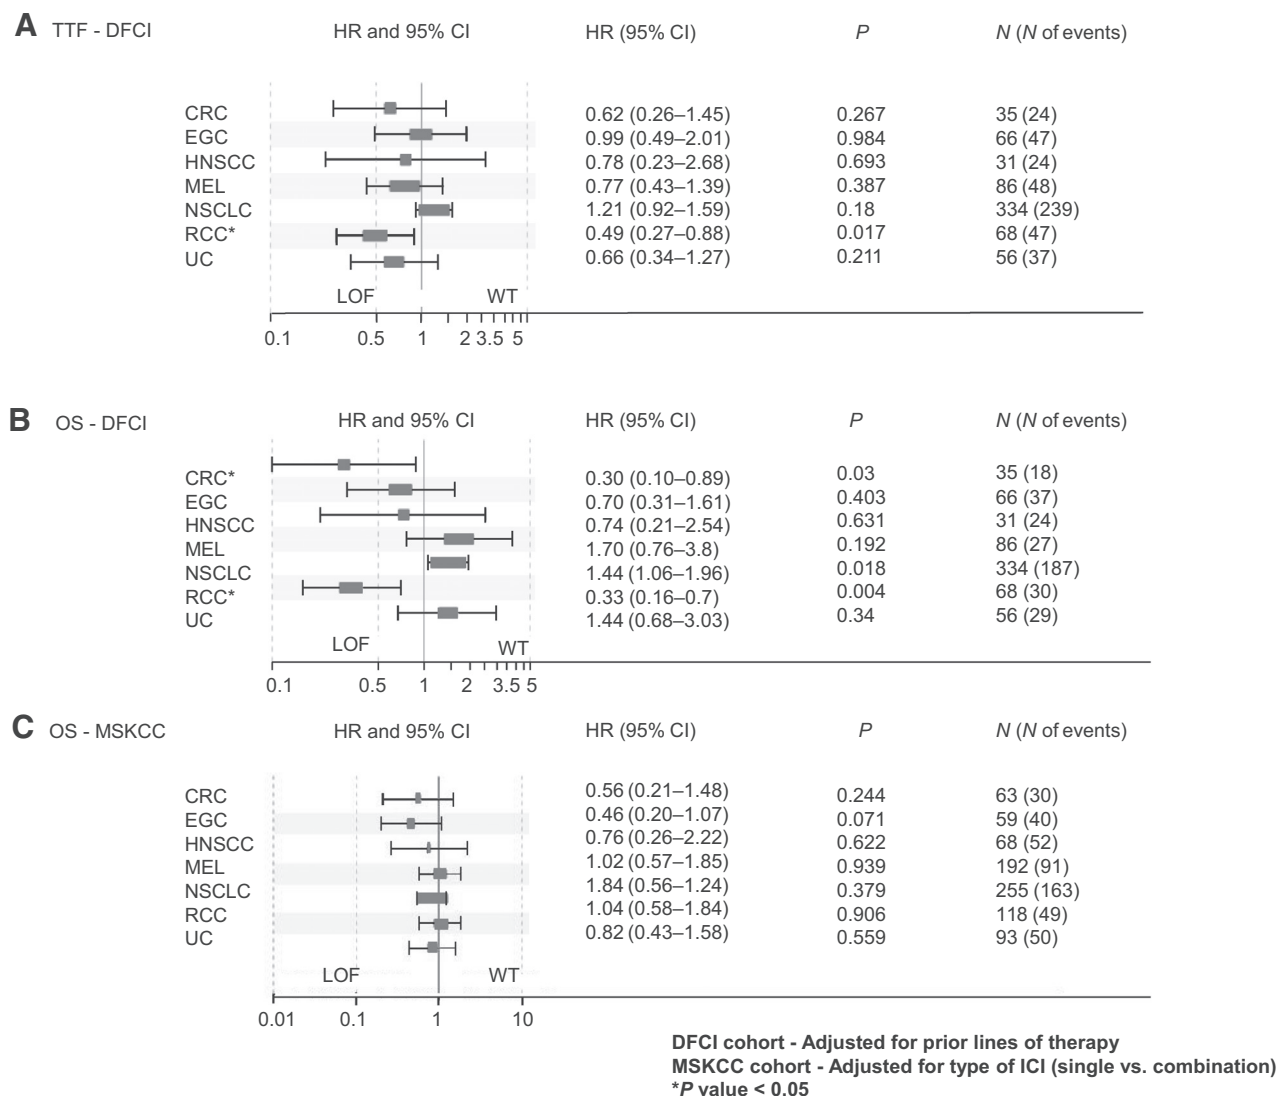 A TTF - DFCI HR and 95% CI HR (95% CI) P N (N of events)
CRC 0.62 (0.26–1.45) 0.267 35 (24)
EGC 0.99 (0.49–2.01) 0.984 66 (47)
HNSCC 0.78 (0.23–2.68) 0.693 31 (24)
MEL 0.77 (0.43–1.39) 0.387 86 (48)
NSCLC 1.21 (0.92–1.59) 0.18 334 (239)
RCC* 0.49 (0.27–0.88) 0.017 68 (47)
UC 0.66 (0.34–1.27) 0.211 56 (37)
LOF WT
0.1 0.5 1 2 3.5 5
B OS - DFCI HR and 95% CI HR (95% CI) P N (N of events)
CRC* 0.30 (0.10–0.89) 0.03 35 (18)
EGC 0.70 (0.31–1.61) 0.403 66 (37)
HNSCC 0.74 (0.21–2.54) 0.631 31 (24)
MEL 1.70 (0.76–3.8) 0.192 86 (27)
NSCLC 1.44 (1.06–1.96) 0.018 334 (187)
RCC* 0.33 (0.16–0.7) 0.004 68 (30)
UC 1.44 (0.68–3.03) 0.34 56 (29)
LOF WT
0.1 0.5 1 2 3.5 5
C OS - MSKCC HR and 95% CI HR (95% CI) P N (N of events)
CRC 0.56 (0.21–1.48) 0.244 63 (30)
EGC 0.46 (0.20–1.07) 0.071 59 (40)
HNSCC 0.76 (0.26–2.22) 0.622 68 (52)
MEL 1.02 (0.57–1.85) 0.939 192 (91)
NSCLC 1.84 (0.56–1.24) 0.379 255 (163)
RCC 1.04 (0.58–1.84) 0.906 118 (49)
UC 0.82 (0.43–1.58) 0.559 93 (50)
LOF WT
0.01 0.1 1 10
DFCI cohort - Adjusted for prior lines of therapy
MSKCC cohort - Adjusted for type of ICI (single vs. combination)
*P value < 0.05